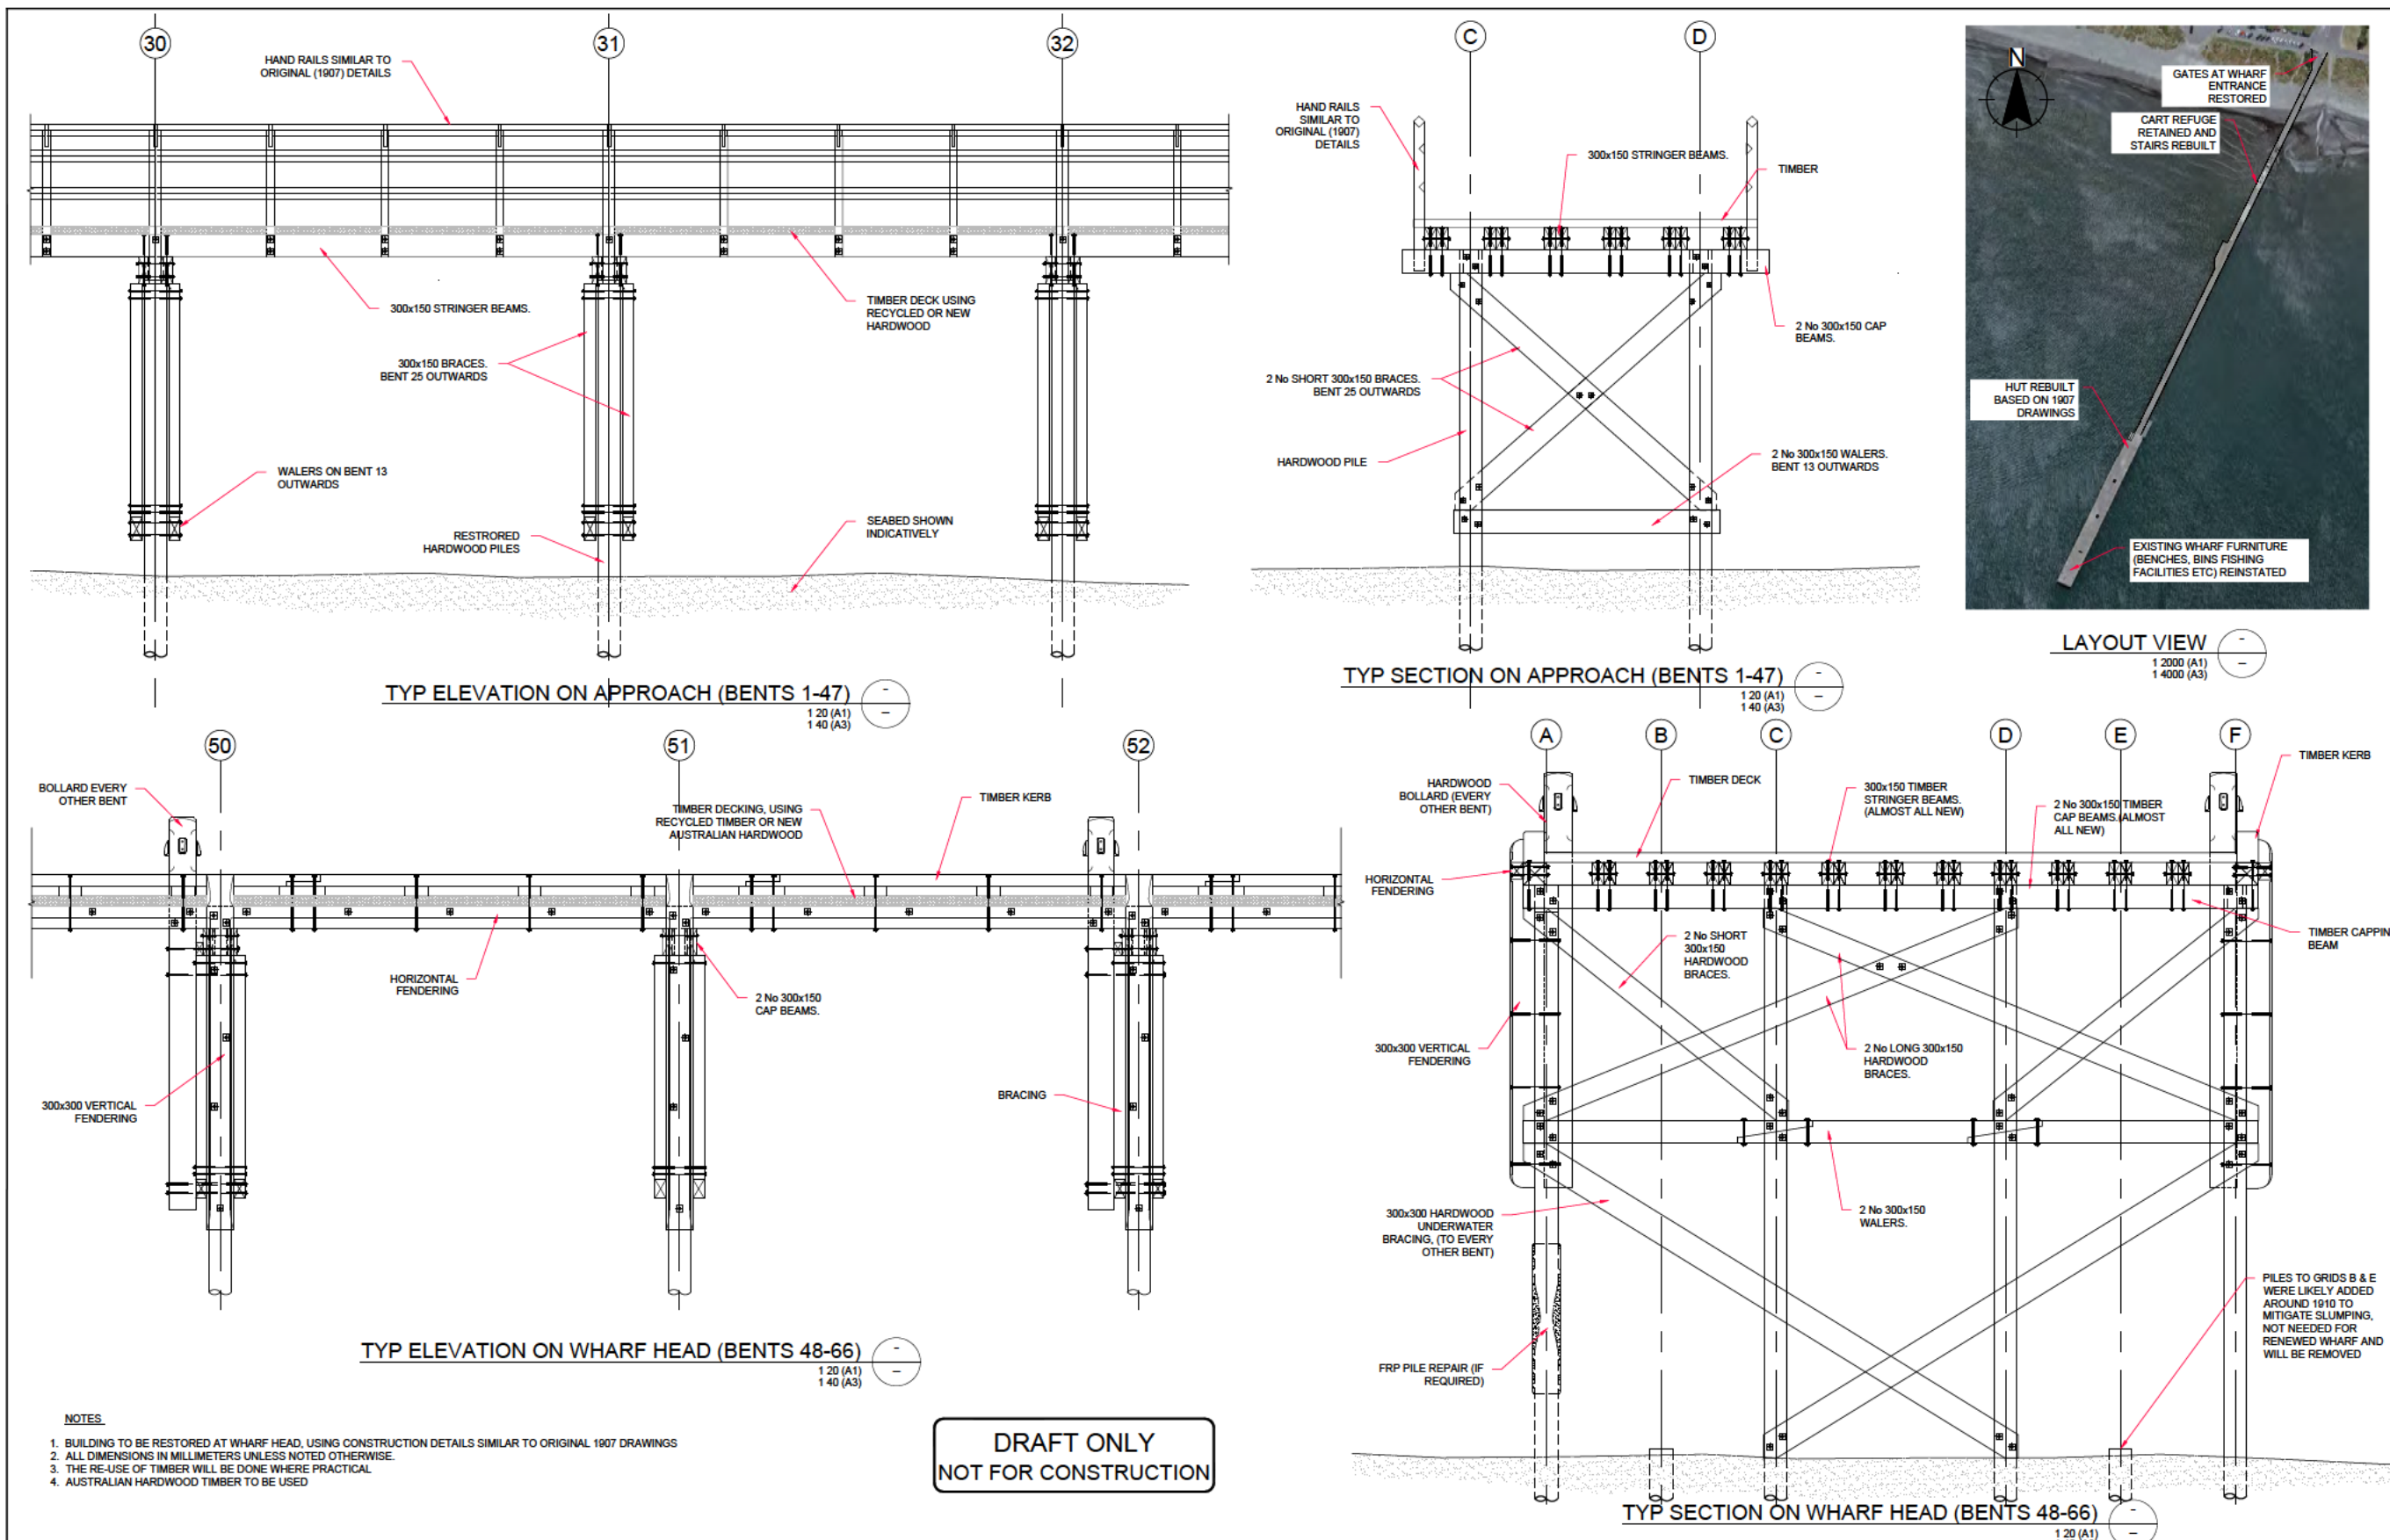 30
31
32
HAND RAILS SIMILAR TO
ORIGINAL (1907) DETAILS
300x150 STRINGER BEAMS.
TIMBER DECK USING
RECYCLED OR NEW
HARDWOOD
300x150 BRACES.
BENT 25 OUTWARDS
WALERS ON BENT 13
OUTWARDS
RESTRORED
HARDWOOD PILES
SEABED SHOWN
INDICATIVELY
TYP ELEVATION ON APPROACH (BENTS 1-47)
1 20 (A1)
1 40 (A3)
-
–
C
D
HAND RAILS
SIMILAR TO
ORIGINAL (1907)
DETAILS
300x150 STRINGER BEAMS.
TIMBER
2 No 300x150 CAP
BEAMS.
2 No SHORT 300x150 BRACES.
BENT 25 OUTWARDS
HARDWOOD PILE
2 No 300x150 WALERS.
BENT 13 OUTWARDS
TYP SECTION ON APPROACH (BENTS 1-47)
1 20 (A1)
1 40 (A3)
-
–
N
GATES AT WHARF
ENTRANCE
RESTORED
CART REFUGE
RETAINED AND
STAIRS REBUILT
HUT REBUILT
BASED ON 1907
DRAWINGS
EXISTING WHARF FURNITURE
(BENCHES, BINS FISHING
FACILITIES ETC) REINSTATED
LAYOUT VIEW
1 2000 (A1)
1 4000 (A3)
-
–
50
51
52
BOLLARD EVERY
OTHER BENT
TIMBER DECKING, USING
RECYCLED TIMBER OR NEW
AUSTRALIAN HARDWOOD
TIMBER KERB
HORIZONTAL
FENDERING
2 No 300x150
CAP BEAMS.
300x300 VERTICAL
FENDERING
BRACING
TYP ELEVATION ON WHARF HEAD (BENTS 48-66)
1 20 (A1)
1 40 (A3)
-
–
A
B
C
D
E
F
HARDWOOD
BOLLARD (EVERY
OTHER BENT)
TIMBER DECK
300x150 TIMBER
STRINGER BEAMS.
(ALMOST ALL NEW)
2 No 300x150 TIMBER
CAP BEAMS.(ALMOST
ALL NEW)
TIMBER KERB
HORIZONTAL
FENDERING
2 No SHORT
300x150
HARDWOOD
BRACES.
TIMBER CAPPIN
BEAM
300x300 VERTICAL
FENDERING
2 No LONG 300x150
HARDWOOD
BRACES.
300x300 HARDWOOD
UNDERWATER
BRACING, (TO EVERY
OTHER BENT)
2 No 300x150
WALERS.
FRP PILE REPAIR (IF
REQUIRED)
PILES TO GRIDS B & E
WERE LIKELY ADDED
AROUND 1910 TO
MITIGATE SLUMPING,
NOT NEEDED FOR
RENEWED WHARF AND
WILL BE REMOVED
TYP SECTION ON WHARF HEAD (BENTS 48-66)
1 20 (A1)
-
–
NOTES
1. BUILDING TO BE RESTORED AT WHARF HEAD, USING CONSTRUCTION DETAILS SIMILAR TO ORIGINAL 1907 DRAWINGS
2. ALL DIMENSIONS IN MILLIMETERS UNLESS NOTED OTHERWISE.
3. THE RE-USE OF TIMBER WILL BE DONE WHERE PRACTICAL
4. AUSTRALIAN HARDWOOD TIMBER TO BE USED
DRAFT ONLY
NOT FOR CONSTRUCTION